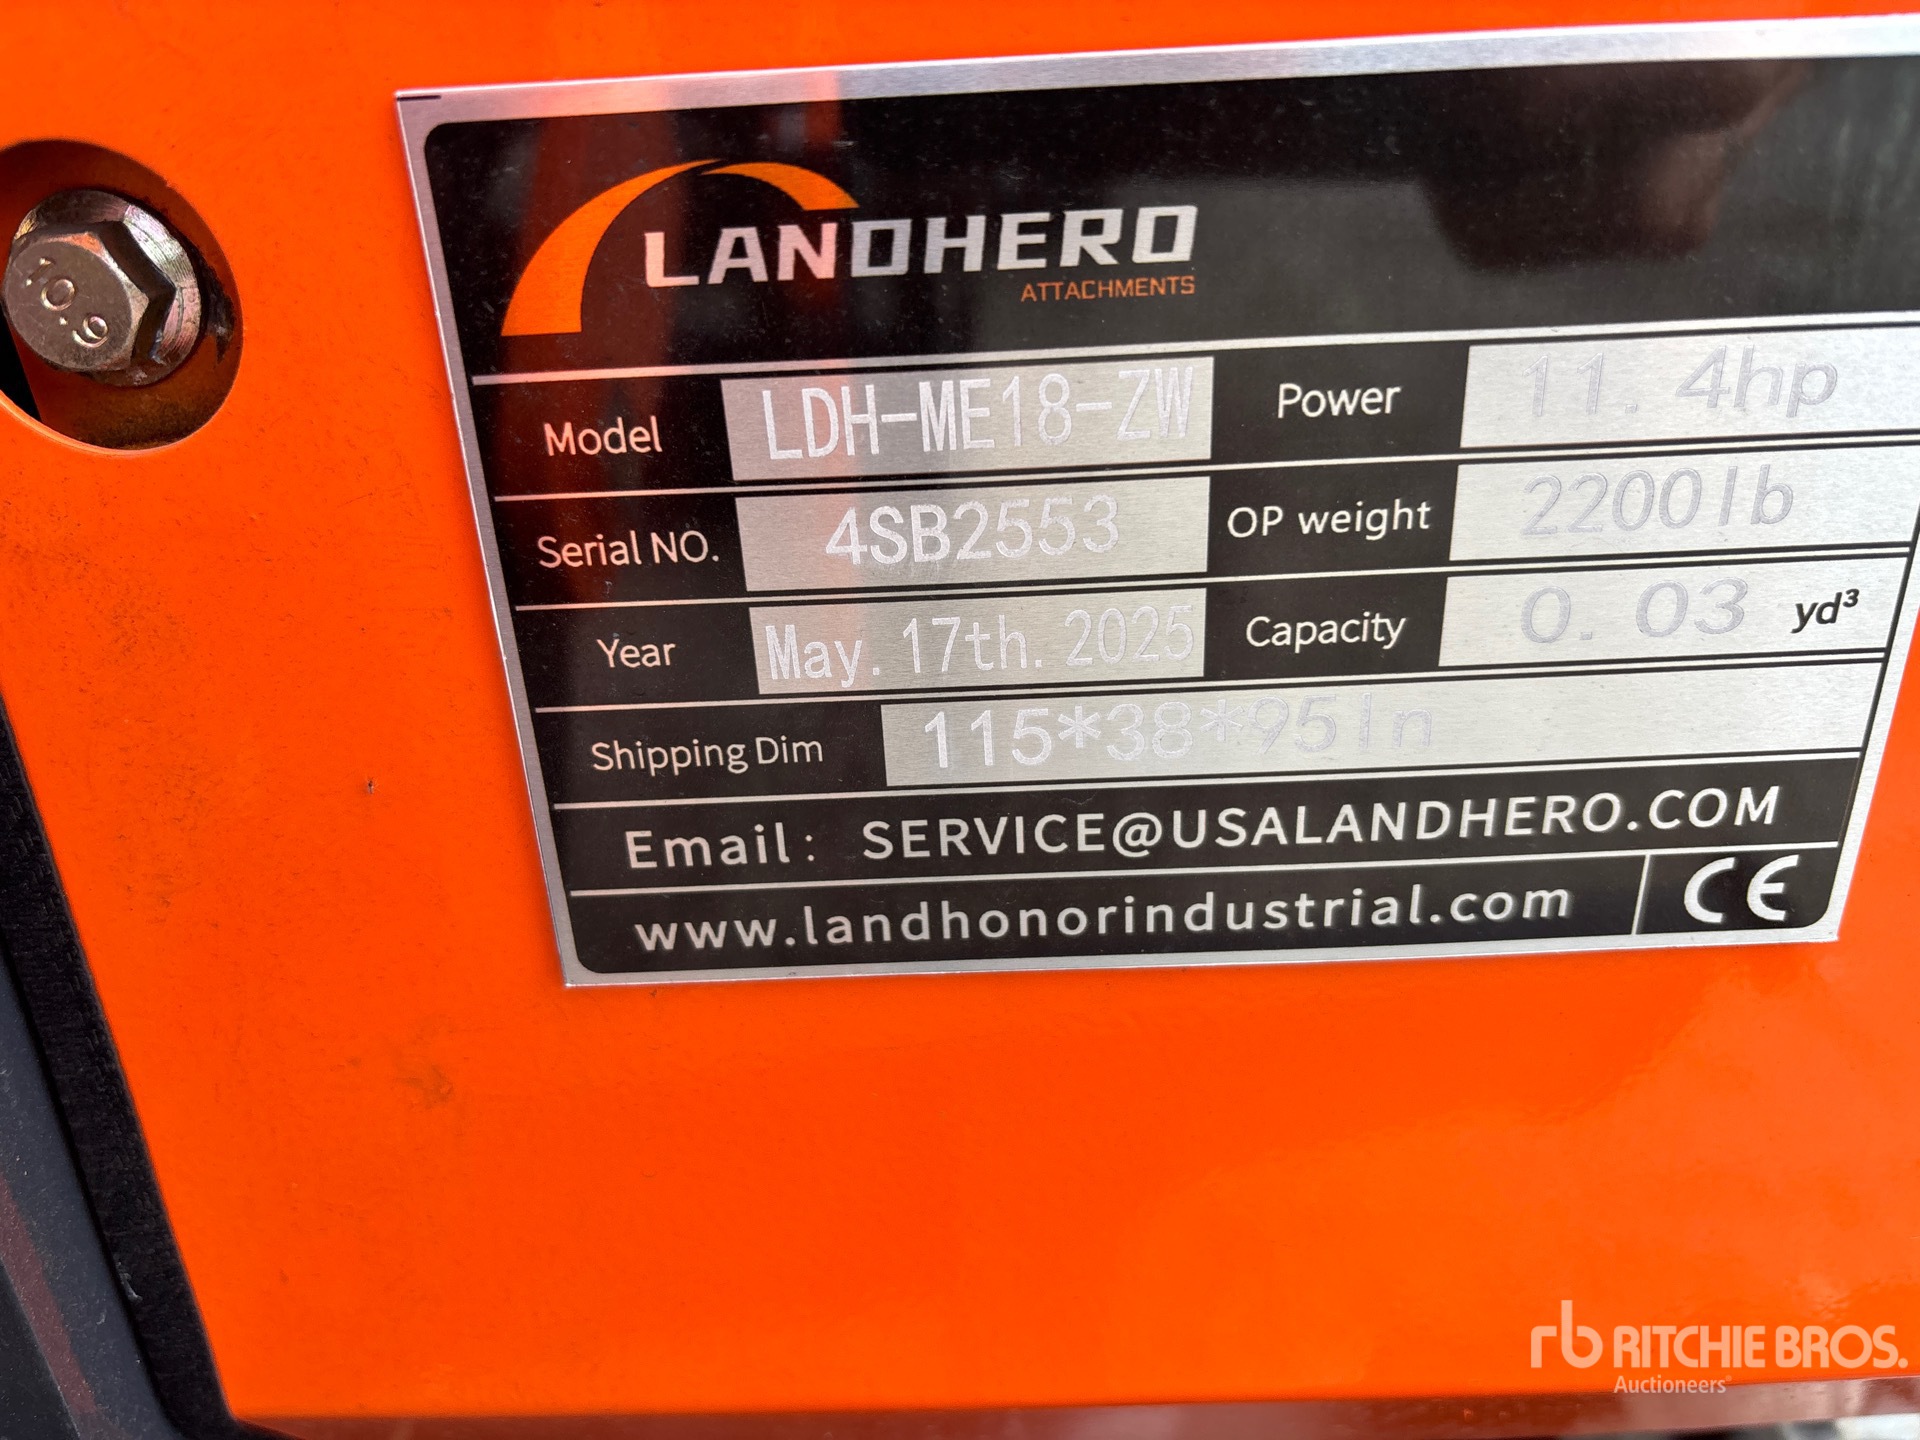 10.9
LANDHERO
ATTACHMENTS
Model LDH-ME18-ZW Power 11.4hp
Serial NO. 4SB2553 OP weight 2200lb
Year May.17th.2025 Capacity 0.03 yd³
Shipping Dim 115*38*95In
Email: SERVICE@USALANDHERO.COM
www.landhonorindustrial.com CE
rb RITCHIE BROS.
Auctioneers